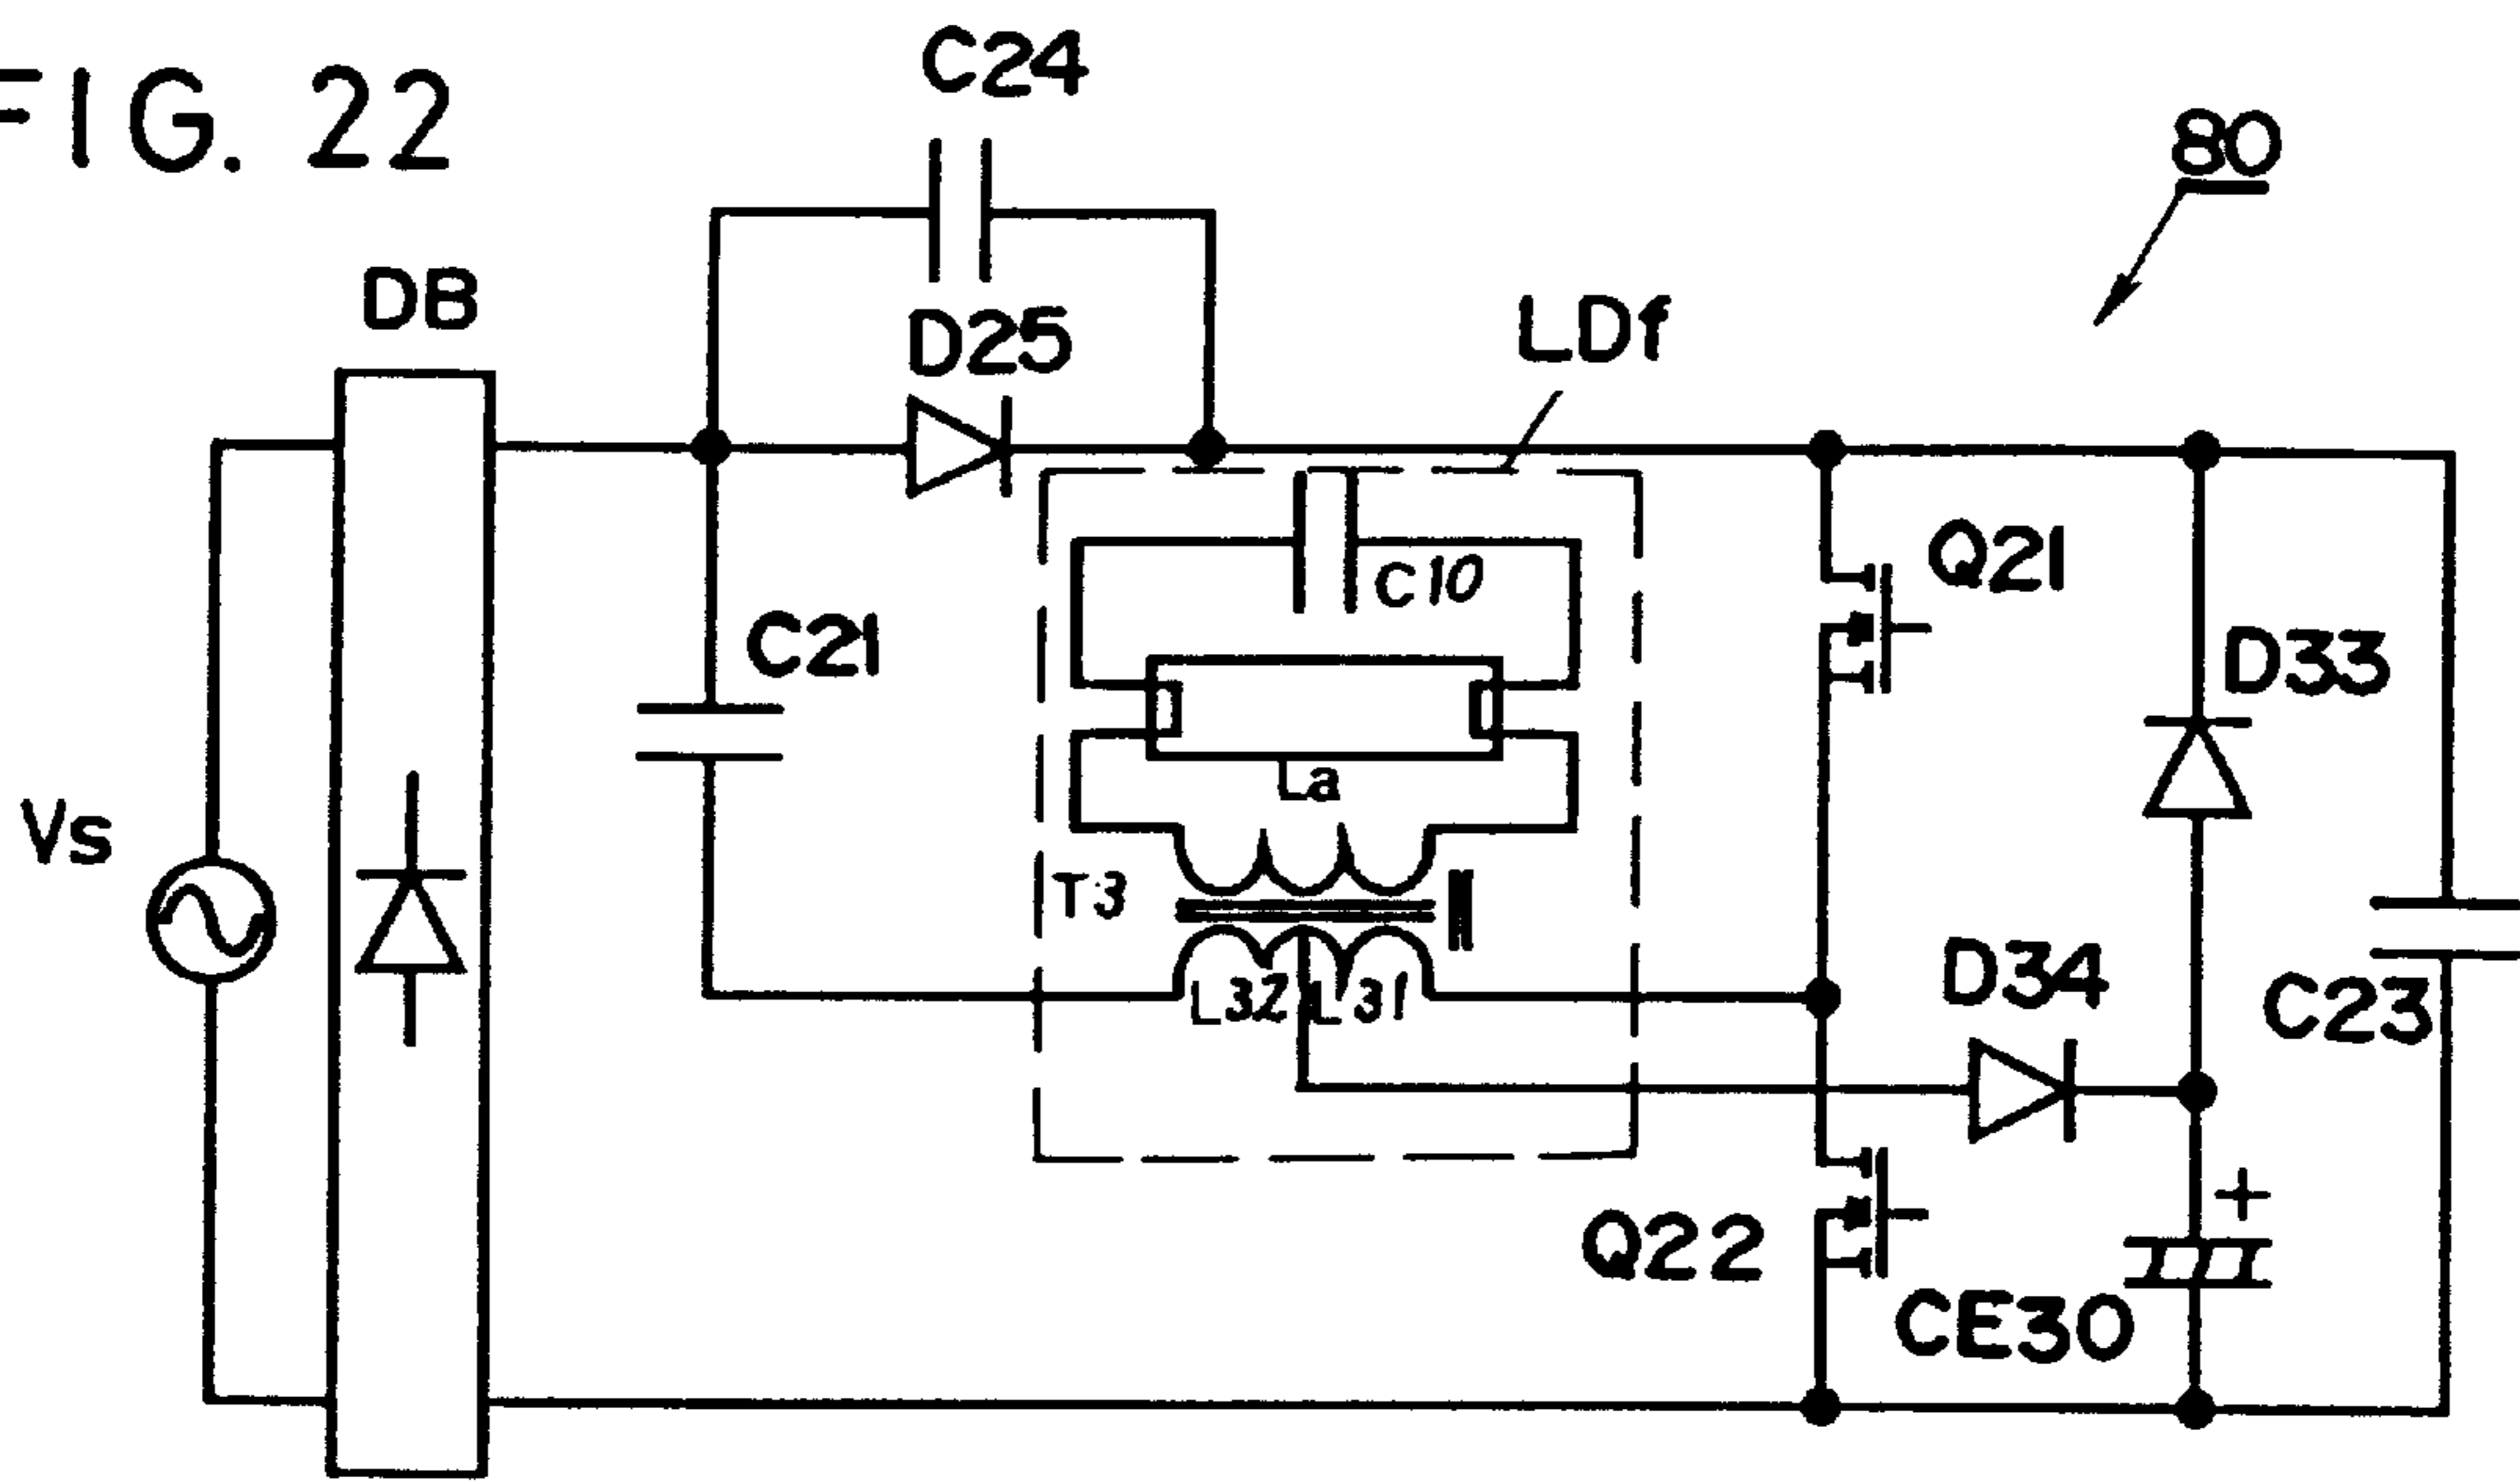 FIG. 22
C24
80
DB
D25
LDf
Q21
C10
C21
D33
La
Vs
T3
D34
L32
L31
C23
Q22
+
CE30